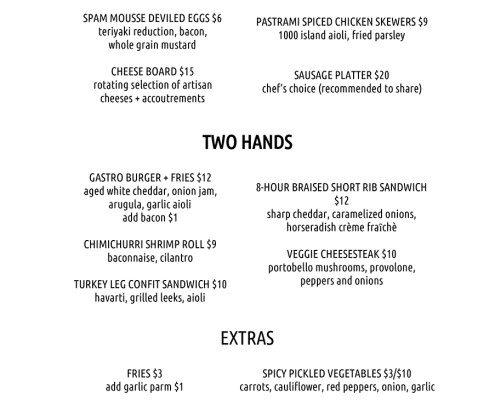 SPAM MOUSSE DEVILED EGGS $6
teriyaki reduction, bacon,
whole grain mustard
CHEESE BOARD $15
rotating selection of artisan
cheeses + accoutrements
PASTRAMI SPICED CHICKEN SKEWERS $9
1000 island aioli, fried parsley
SAUSAGE PLATTER $20
chef's choice (recommended to share)
TWO HANDS
GASTRO BURGER + FRIES $12
aged white cheddar, onion jam,
arugula, garlic aioli
add bacon $1
CHIMICHURRI SHRIMP ROLL $9
baconnaise, cilantro
TURKEY LEG CONFIT SANDWICH $10
havarti, grilled leeks, aioli
8-HOUR BRAISED SHORT RIB SANDWICH
$12
sharp cheddar, caramelized onions,
horseradish crème fraîchè
VEGGIE CHEESESTEAK $10
portobello mushrooms, provolone,
peppers and onions
EXTRAS
FRIES $3
add garlic parm $1
SPICY PICKLED VEGETABLES $3/$10
carrots, cauliflower, red peppers, onion, garlic